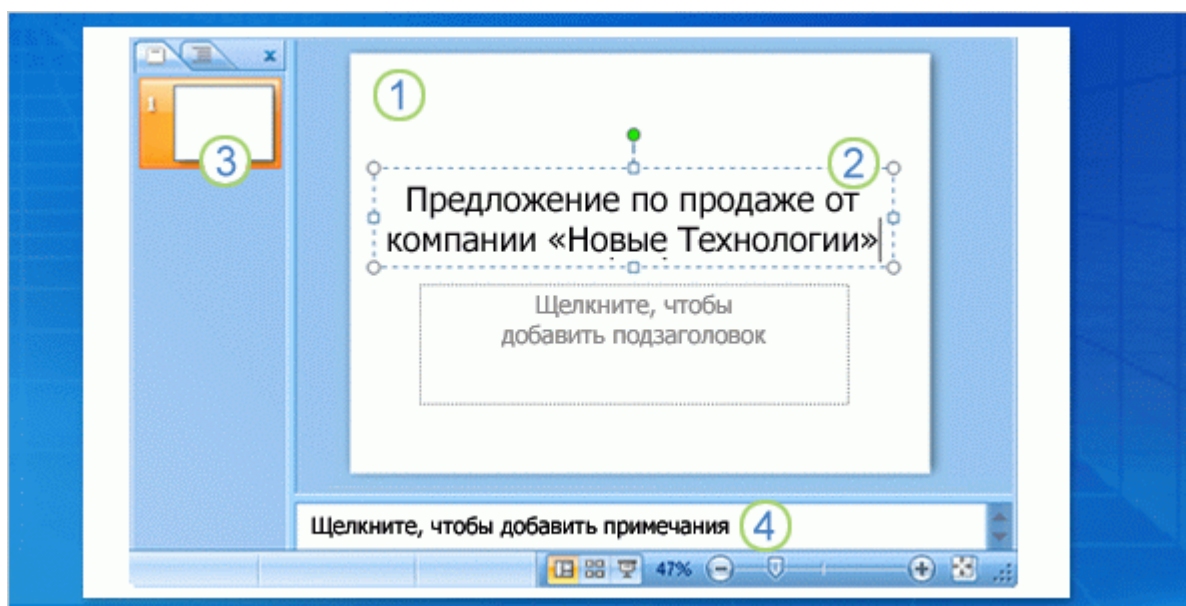 1
1
3
2
Предложение по продаже от
компании «Новые Технологии»
Щелкните, чтобы
добавить подзаголовок
Щелкните, чтобы добавить примечания 4
47%